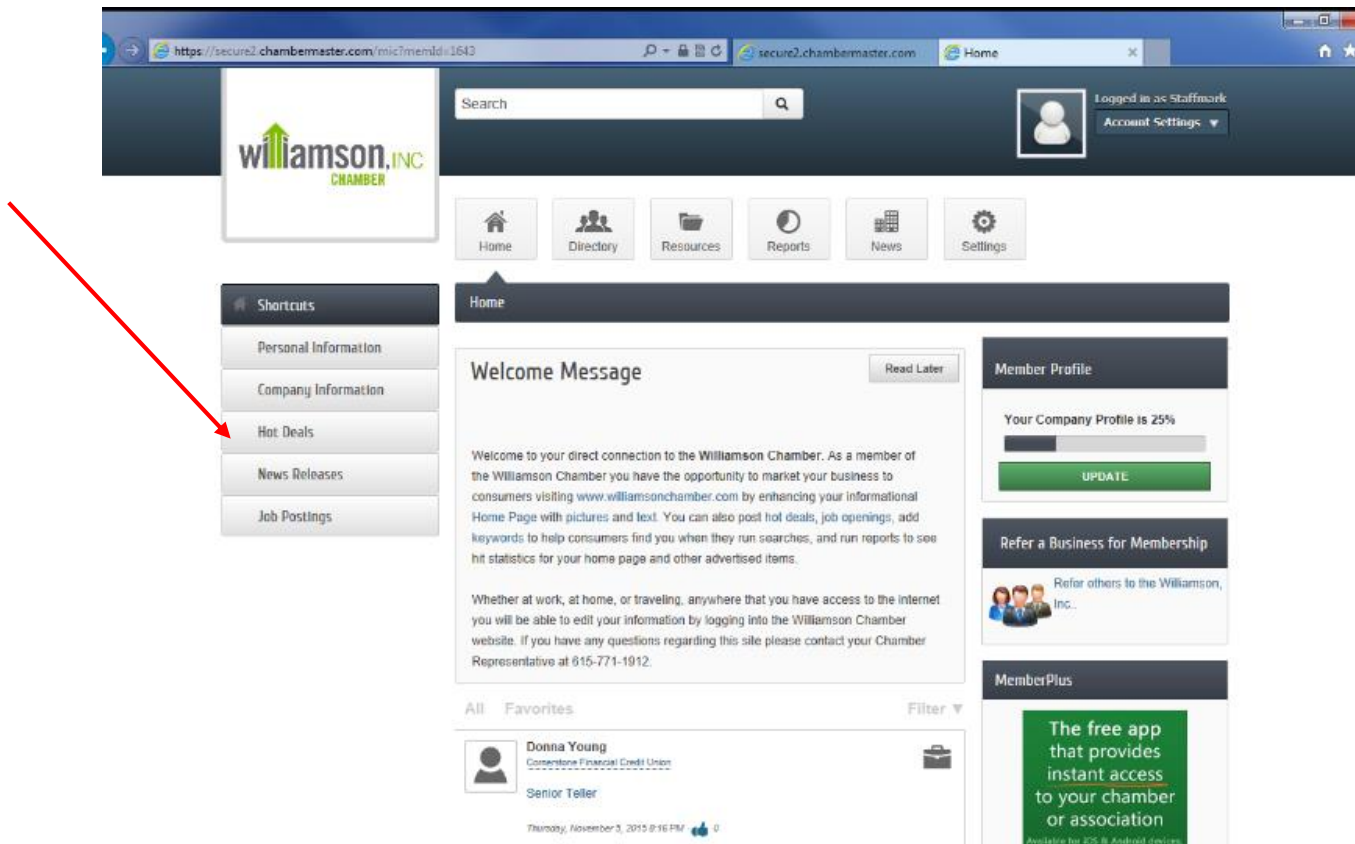 https://secure2.chambermaster.com/mic?memId=1643
secure2.chambermaster.com
Home
williamson, INC
CHAMBER
Search
Logged in as Staffmark
Account Settings
Home
Directory
Resources
Reports
News
Settings
Shortcuts
Personal Information
Company Information
Hot Deals
News Releases
Job Postings
Home
Welcome Message
Read Later
Welcome to your direct connection to the Williamson Chamber. As a member of
the Williamson Chamber you have the opportunity to market your business to
consumers visiting www.williamsonchamber.com by enhancing your informational
Home Page with pictures and text. You can also post hot deals, job openings, add
keywords to help consumers find you when they run searches, and run reports to see
hit statistics for your home page and other advertised items.
Whether at work, at home, or traveling, anywhere that you have access to the internet
you will be able to edit your information by logging into the Williamson Chamber
website. If you have any questions regarding this site please contact your Chamber
Representative at 615-771-1912.
All Favorites
Filter
Donna Young
Cornerstone Financial Credit Union
Senior Teller
Thursday, November 5, 2015 8:16 PM 0
Member Profile
Your Company Profile is 25%
UPDATE
Refer a Business for Membership
Refer others to the Williamson,
Inc..
MemberPlus
The free app
that provides
instant access
to your chamber
or association
Available for iOS & Android devices